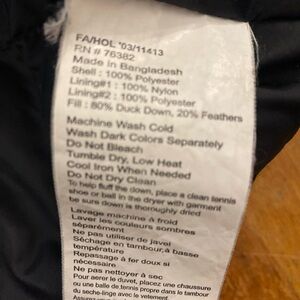 FA/HOL '03/11413
RN # 76382
Made in Bangladesh
Shell : 100% Polyester
Lining#1 : 100% Nylon
Lining#2 : 100% Polyester
Fill : 80% Duck Down, 20% Feathers
Machine Wash Cold
Wash Dark Colors Separately
Do Not Bleach
Tumble Dry, Low Heat
Cool Iron When Needed
Do Not Dry Clean
To help fluff the down, place a clean tennis
shoe or ball in the dryer with garment
be sure down is thoroughly dried
Lavage machine à froid
Laver les couleurs sombres
séparément
Ne pas utiliser de javel
Séchage en tambour,à basse
température
Repassage à fer doux si
nécessaire
Ne pas nettoyer à sec
Pour aerer le duvet, placez une chaussure
ou une balle de tennis propre dans le tambour
du seche-linge avec le vetement